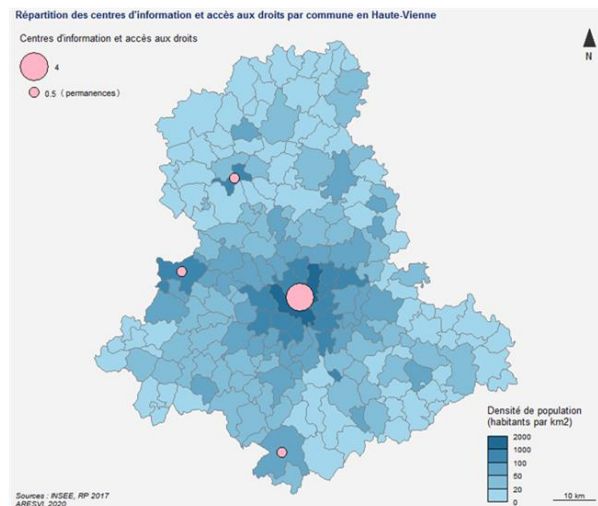 Répartition des centres d'information et accès aux droits par commune en Haute-Vienne
Centres d'information et accès aux droits
4
0.5 ( permanences)
N
Densité de population
(habitants par km2)
2000
1000
100
50
20
0
10 km
Sources : INSEE, RP 2017
ARESVI, 2020